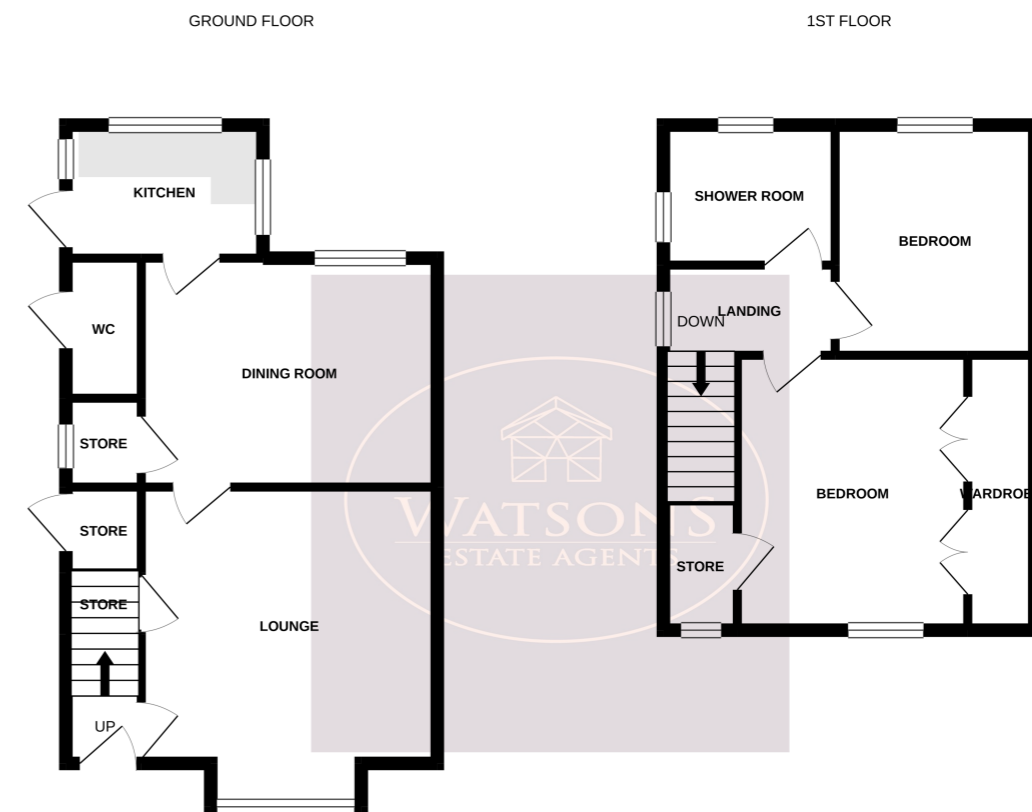 GROUND FLOOR
1ST FLOOR
KITCHEN
WC
DINING ROOM
STORE
STORE
STORE
LOUNGE
UP
SHOWER ROOM
BEDROOM
LANDING
DOWN
BEDROOM
WARDROB
STORE
WATSONS
ESTATE AGENTS